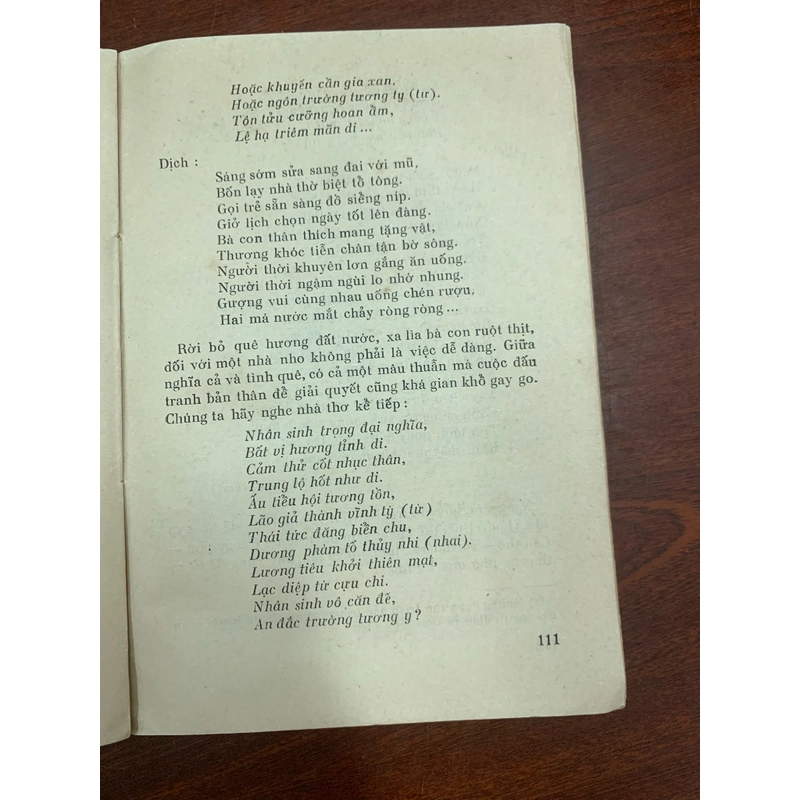 Hoặc khuyến cần gia xan,
Hoặc ngôn trường tương ty (tư).
Tôn tửu cưỡng hoan ẩm,
Lệ hạ triêm mãn di ...
Dịch :
Sáng sớm sửa sang đai với mũ,
Bốn lạy nhà thờ biệt tổ tông.
Gọi trẻ sẵn sàng đồ siềng níp.
Giở lịch chọn ngày tốt lên đàng.
Bà con thân thích mang tặng vật,
Thương khóc tiễn chân tận bờ sông.
Người thời khuyên lơn gắng ăn uống.
Người thời ngậm ngùi lo nhớ nhung.
Gượng vui cùng nhau uống chén rượu,
Hai má nước mắt chảy ròng ròng ...
Rời bỏ quê hương đất nước, xa lìa bà con ruột thịt,
đối với một nhà nho không phải là việc dễ dàng. Giữa
nghĩa cả và tình quê, có cả một mâu thuẫn mà cuộc đấu
tranh bản thân để giải quyết cũng khá gian khổ gay go.
Chúng ta hãy nghe nhà thơ kể tiếp :
Nhân sinh trọng đại nghĩa,
Bất vị hương tỉnh di.
Cảm thử cốt nhục thân,
Trung lộ hốt như di.
Ấu tiểu hội tương tồn,
Lão giả thành vĩnh tỳ (từ)
Thái tức đăng biển chu,
Dương phàm tố thủy nhi (nhai).
Lương tiêu khởi thiên mạt,
Lạc diệp từ cựu chi.
Nhân sinh vô căn đế,
An đắc trường tương y ?
111